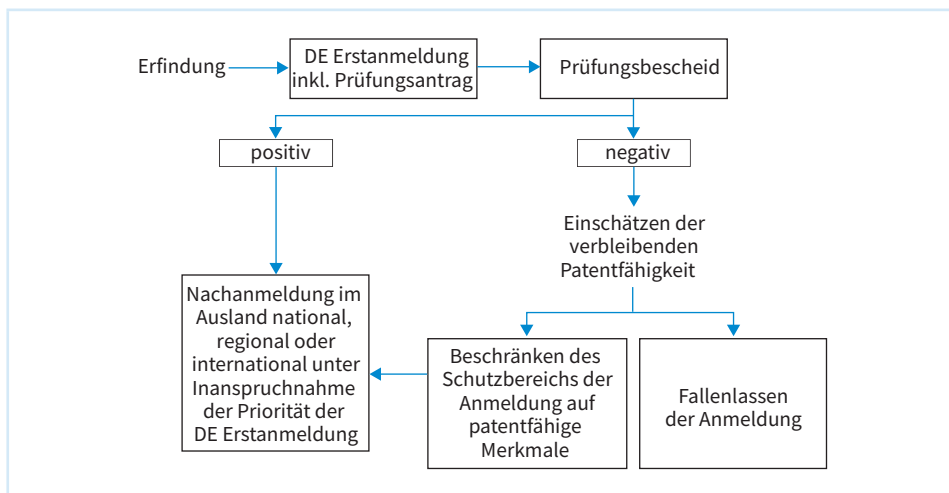 Erfindung
DE Erstanmeldung
inkl. Prüfungsantrag
Prüfungsbescheid
positiv
negativ
Einschätzen der
verbleibenden
Patentfähigkeit
Nachanmeldung im
Ausland national,
regional oder
international unter
Inanspruchnahme
der Priorität der
DE Erstanmeldung
Beschränken des
Schutzbereichs der
Anmeldung auf
patentfähige
Merkmale
Fallenlassen
der Anmeldung